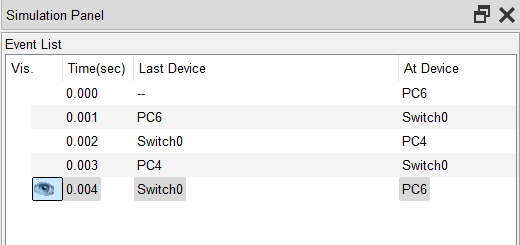 Simulation Panel
Event List
Vis. Time(sec) Last Device At Device
0.000 -- PC6
0.001 PC6 Switch0
0.002 Switch0 PC4
0.003 PC4 Switch0
0.004 Switch0 PC6